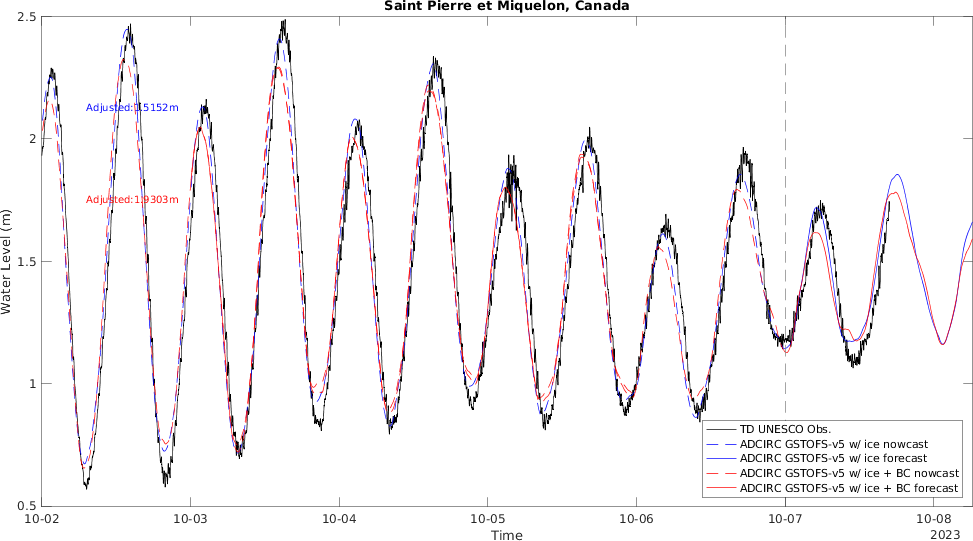 Saint Pierre et Miquelon, Canada
2.5
2
1.5
1
0.5
Water Level (m)
Adjusted:1.5152m
Adjusted:1.9303m
TD UNESCO Obs.
ADCIRC GSTOFS-v5 w/ ice nowcast
ADCIRC GSTOFS-v5 w/ ice forecast
ADCIRC GSTOFS-v5 w/ ice + BC nowcast
ADCIRC GSTOFS-v5 w/ ice + BC forecast
10-02 10-03 10-04 10-05 10-06 10-07 10-08
Time
2023